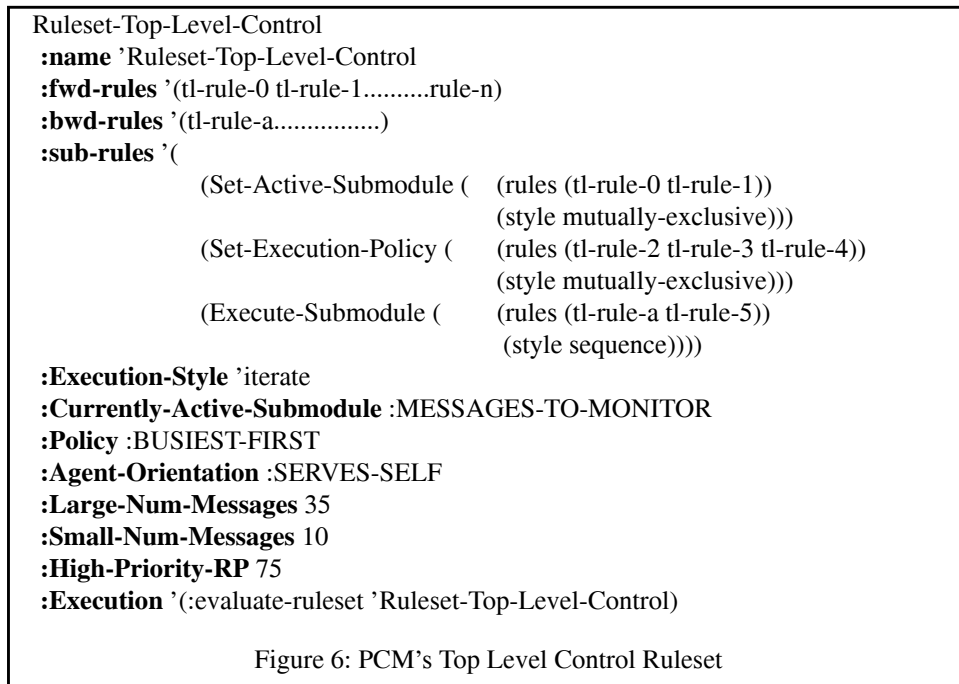 Ruleset-Top-Level-Control
:name ’Ruleset-Top-Level-Control
:fwd-rules ’(tl-rule-0 tl-rule-1..........rule-n)
:bwd-rules ’(tl-rule-a................)
:sub-rules ’(
(Set-Active-Submodule ( (rules (tl-rule-0 tl-rule-1))
(style mutually-exclusive)))
(Set-Execution-Policy ( (rules (tl-rule-2 tl-rule-3 tl-rule-4))
(style mutually-exclusive)))
(Execute-Submodule ( (rules (tl-rule-a tl-rule-5))
(style sequence))))
:Execution-Style ’iterate
:Currently-Active-Submodule :MESSAGES-TO-MONITOR
:Policy :BUSIEST-FIRST
:Agent-Orientation :SERVES-SELF
:Large-Num-Messages 35
:Small-Num-Messages 10
:High-Priority-RP 75
:Execution ’(:evaluate-ruleset ’Ruleset-Top-Level-Control)
Figure 6: PCM’s Top Level Control Ruleset